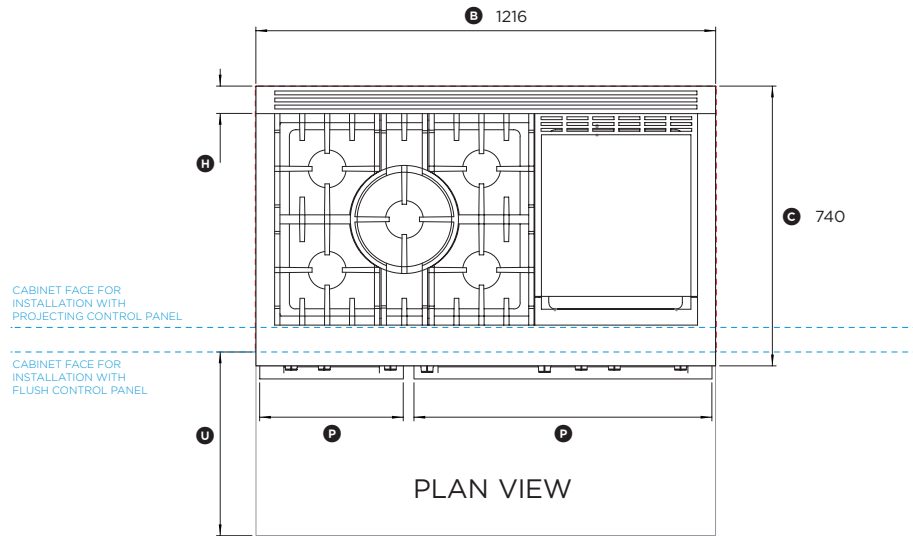 B 1216
H
C 740
CABINET FACE FOR
INSTALLATION WITH
PROJECTING CONTROL PANEL
CABINET FACE FOR
INSTALLATION WITH
FLUSH CONTROL PANEL
U
P
P
PLAN VIEW